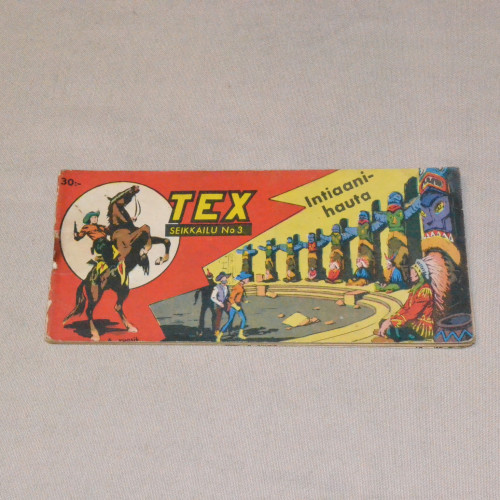 30:-
TEX
SEIKKAILU No 3
Intiaani-
hauta